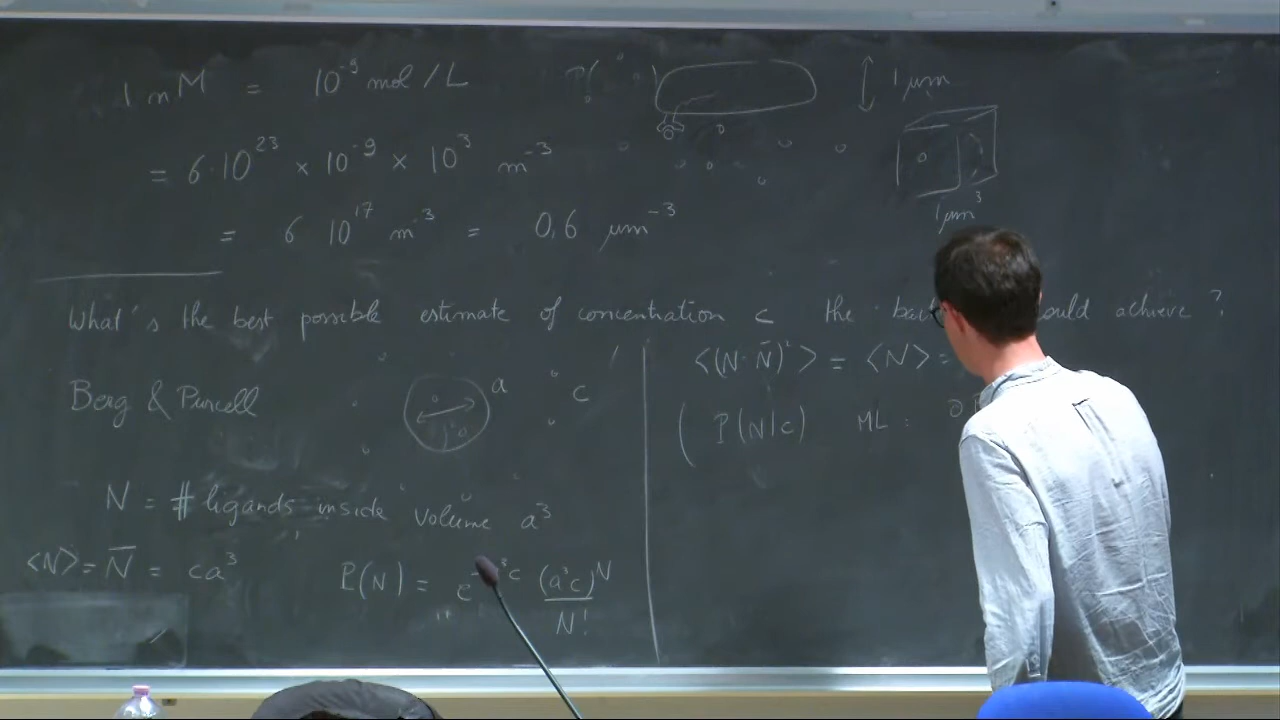 1 nM = 10⁻⁹ mol/L
1 μm
= 6·10²³ × 10⁻⁹ × 10³ m⁻³
1 μm³
= 6 10¹⁷ m⁻³ = 0,6 μm⁻³
What's the best possible estimate of concentration c the achieve ?
Berg & Purcell
a
c
N = # ligands inside volume a³
<N> = N̄ = ca³
P(N) = (a³c)ᴺ / N!
<(N-N̄)²> = <N> =
( P(N|c) ML :